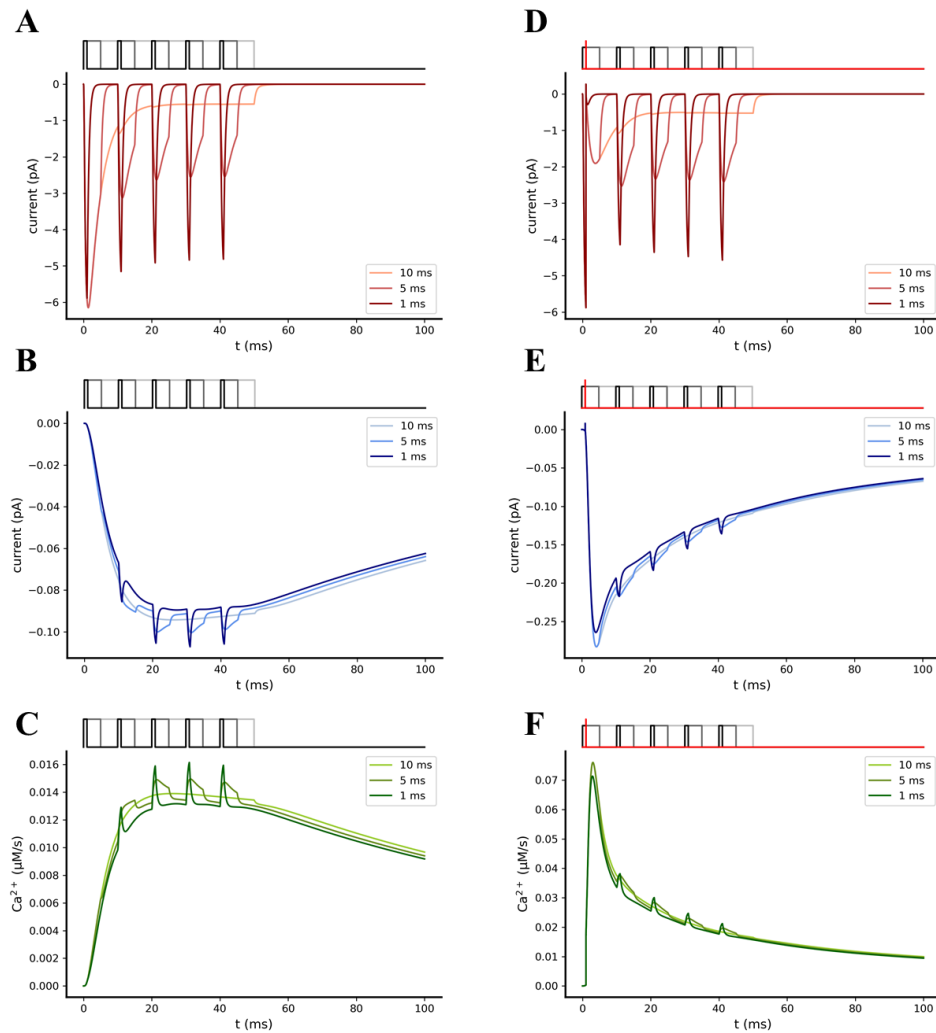 A
current (pA)
0
−1
−2
−3
−4
−5
−6
10 ms
5 ms
1 ms
0
20
40
60
80
100
t (ms)
D
current (pA)
0
−1
−2
−3
−4
−5
−6
10 ms
5 ms
1 ms
0
20
40
60
80
100
t (ms)
B
current (pA)
0.00
−0.02
−0.04
−0.06
−0.08
−0.10
10 ms
5 ms
1 ms
0
20
40
60
80
100
t (ms)
E
current (pA)
0.00
−0.05
−0.10
−0.15
−0.20
−0.25
10 ms
5 ms
1 ms
0
20
40
60
80
100
t (ms)
C
Ca²⁺ (μM/s)
0.016
0.014
0.012
0.010
0.008
0.006
0.004
0.002
0.000
10 ms
5 ms
1 ms
0
20
40
60
80
100
t (ms)
F
Ca²⁺ (μM/s)
0.07
0.06
0.05
0.04
0.03
0.02
0.01
0.00
10 ms
5 ms
1 ms
0
20
40
60
80
100
t (ms)